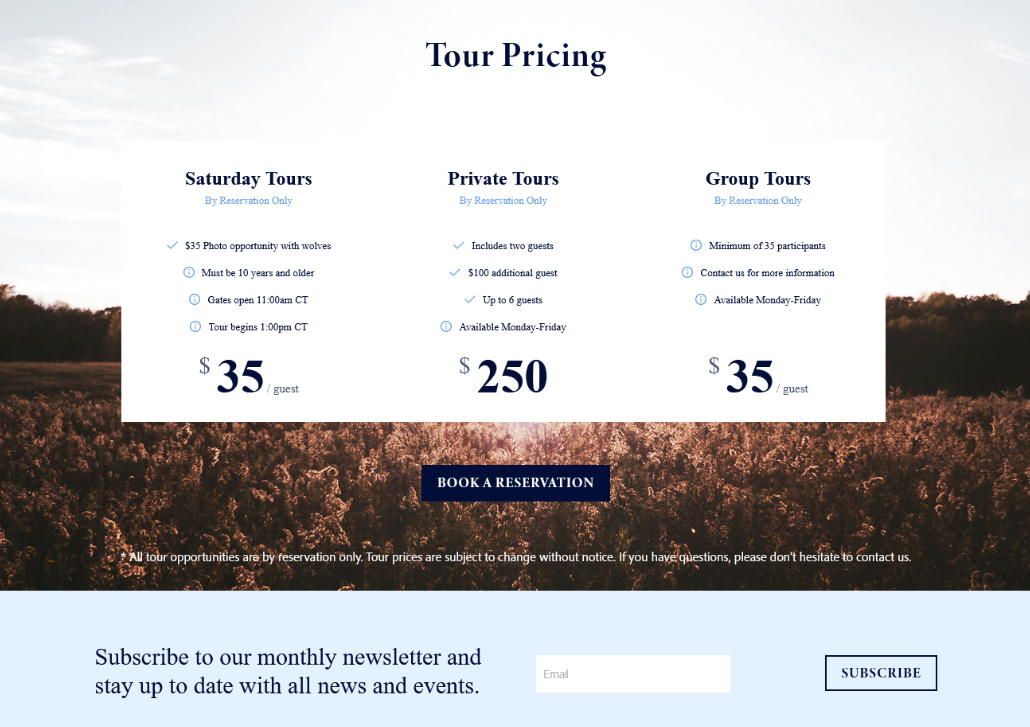 Tour Pricing
Saturday Tours
By Reservation Only
$35 Photo opportunity with wolves
Must be 10 years and older
Gates open 11:00am CT
Tour begins 1:00pm CT
$ 35 / guest
Private Tours
By Reservation Only
Includes two guests
$100 additional guest
Up to 6 guests
Available Monday-Friday
$ 250
Group Tours
By Reservation Only
Minimum of 35 participants
Contact us for more information
Available Monday-Friday
$ 35 / guest
BOOK A RESERVATION
* All tour opportunities are by reservation only. Tour prices are subject to change without notice. If you have questions, please don't hesitate to contact us.
Subscribe to our monthly newsletter and
stay up to date with all news and events.
Email
SUBSCRIBE